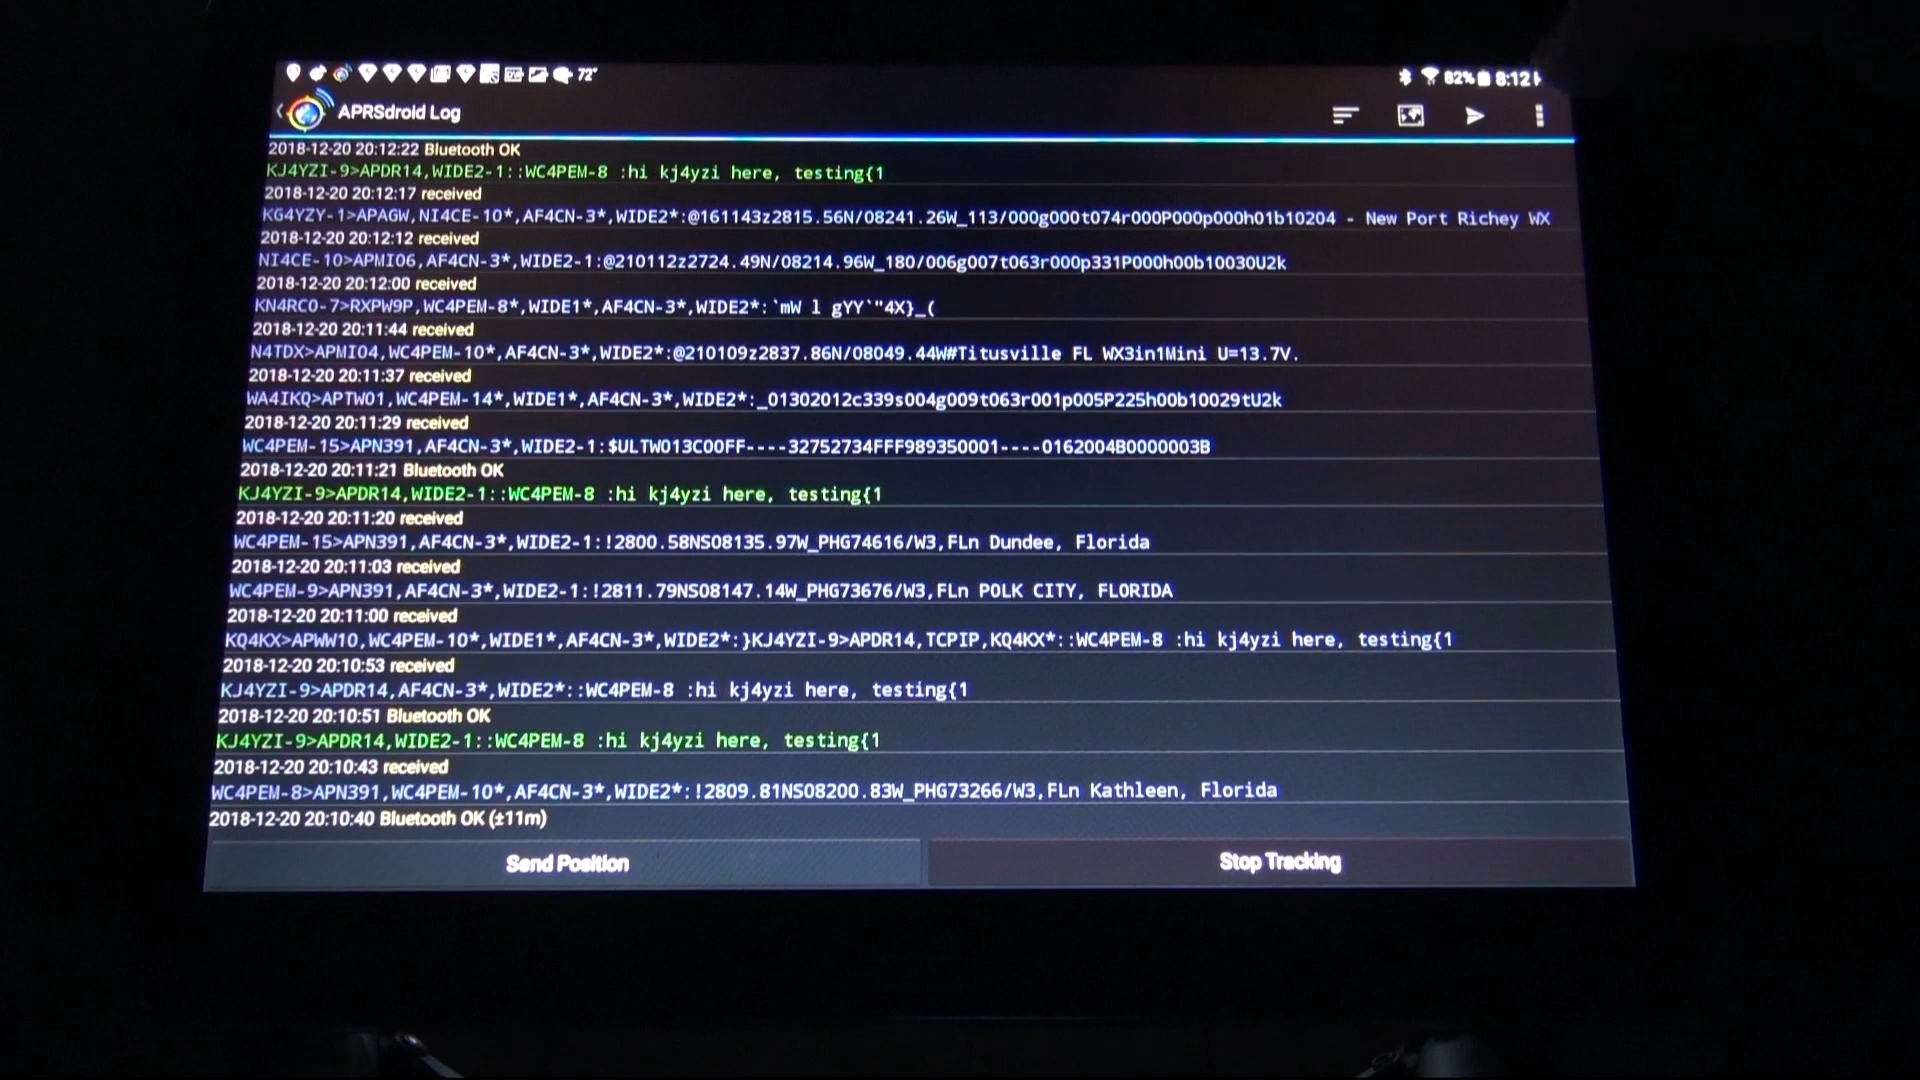 72°
82% 8:12
APRSdroid Log
2018-12-20 20:12:22 Bluetooth OK
KJ4YZI-9>APDR14,WIDE2-1::WC4PEM-8 :hi kj4yzi here, testing{1
2018-12-20 20:12:17 received
KG4YZY-1>APAGW,NI4CE-10*,AF4CN-3*,WIDE2*:@161143z2815.56N/08241.26W_113/000g000t074r000P000p000h01b10204 - New Port Richey WX
2018-12-20 20:12:12 received
NI4CE-10>APMI06,AF4CN-3*,WIDE2-1:@210112z2724.49N/08214.96W_180/006g007t063r000p331P000h00b10030U2k
2018-12-20 20:12:00 received
KN4RCO-7>RXPW9P,WC4PEM-8*,WIDE1*,AF4CN-3*,WIDE2*:`mW l gYY`"4X}_(
2018-12-20 20:11:44 received
N4TDX>APMI04,WC4PEM-10*,AF4CN-3*,WIDE2*:@210109z2837.86N/08049.44W#Titusville FL WX3in1Mini U=13.7V.
2018-12-20 20:11:37 received
WA4IKQ>APTW01,WC4PEM-14*,WIDE1*,AF4CN-3*,WIDE2*:_01302012c339s004g009t063r001p005P225h00b10029tU2k
2018-12-20 20:11:29 received
WC4PEM-15>APN391,AF4CN-3*,WIDE2-1:$ULTW013C00FF----32752734FFF989350001----0162004B0000003B
2018-12-20 20:11:21 Bluetooth OK
KJ4YZI-9>APDR14,WIDE2-1::WC4PEM-8 :hi kj4yzi here, testing{1
2018-12-20 20:11:20 received
WC4PEM-15>APN391,AF4CN-3*,WIDE2-1:!2800.58NS08135.97W_PHG74616/W3,FLn Dundee, Florida
2018-12-20 20:11:03 received
WC4PEM-9>APN391,AF4CN-3*,WIDE2-1:!2811.79NS08147.14W_PHG73676/W3,FLn POLK CITY, FLORIDA
2018-12-20 20:11:00 received
KQ4KX>APWW10,WC4PEM-10*,WIDE1*,AF4CN-3*,WIDE2*:}KJ4YZI-9>APDR14,TCPIP,KQ4KX*::WC4PEM-8 :hi kj4yzi here, testing{1
2018-12-20 20:10:53 received
KJ4YZI-9>APDR14,AF4CN-3*,WIDE2*::WC4PEM-8 :hi kj4yzi here, testing{1
2018-12-20 20:10:51 Bluetooth OK
KJ4YZI-9>APDR14,WIDE2-1::WC4PEM-8 :hi kj4yzi here, testing{1
2018-12-20 20:10:43 received
WC4PEM-8>APN391,WC4PEM-10*,AF4CN-3*,WIDE2*:!2809.81NS08200.83W_PHG73266/W3,FLn Kathleen, Florida
2018-12-20 20:10:40 Bluetooth OK (±11m)
Send Position
Stop Tracking